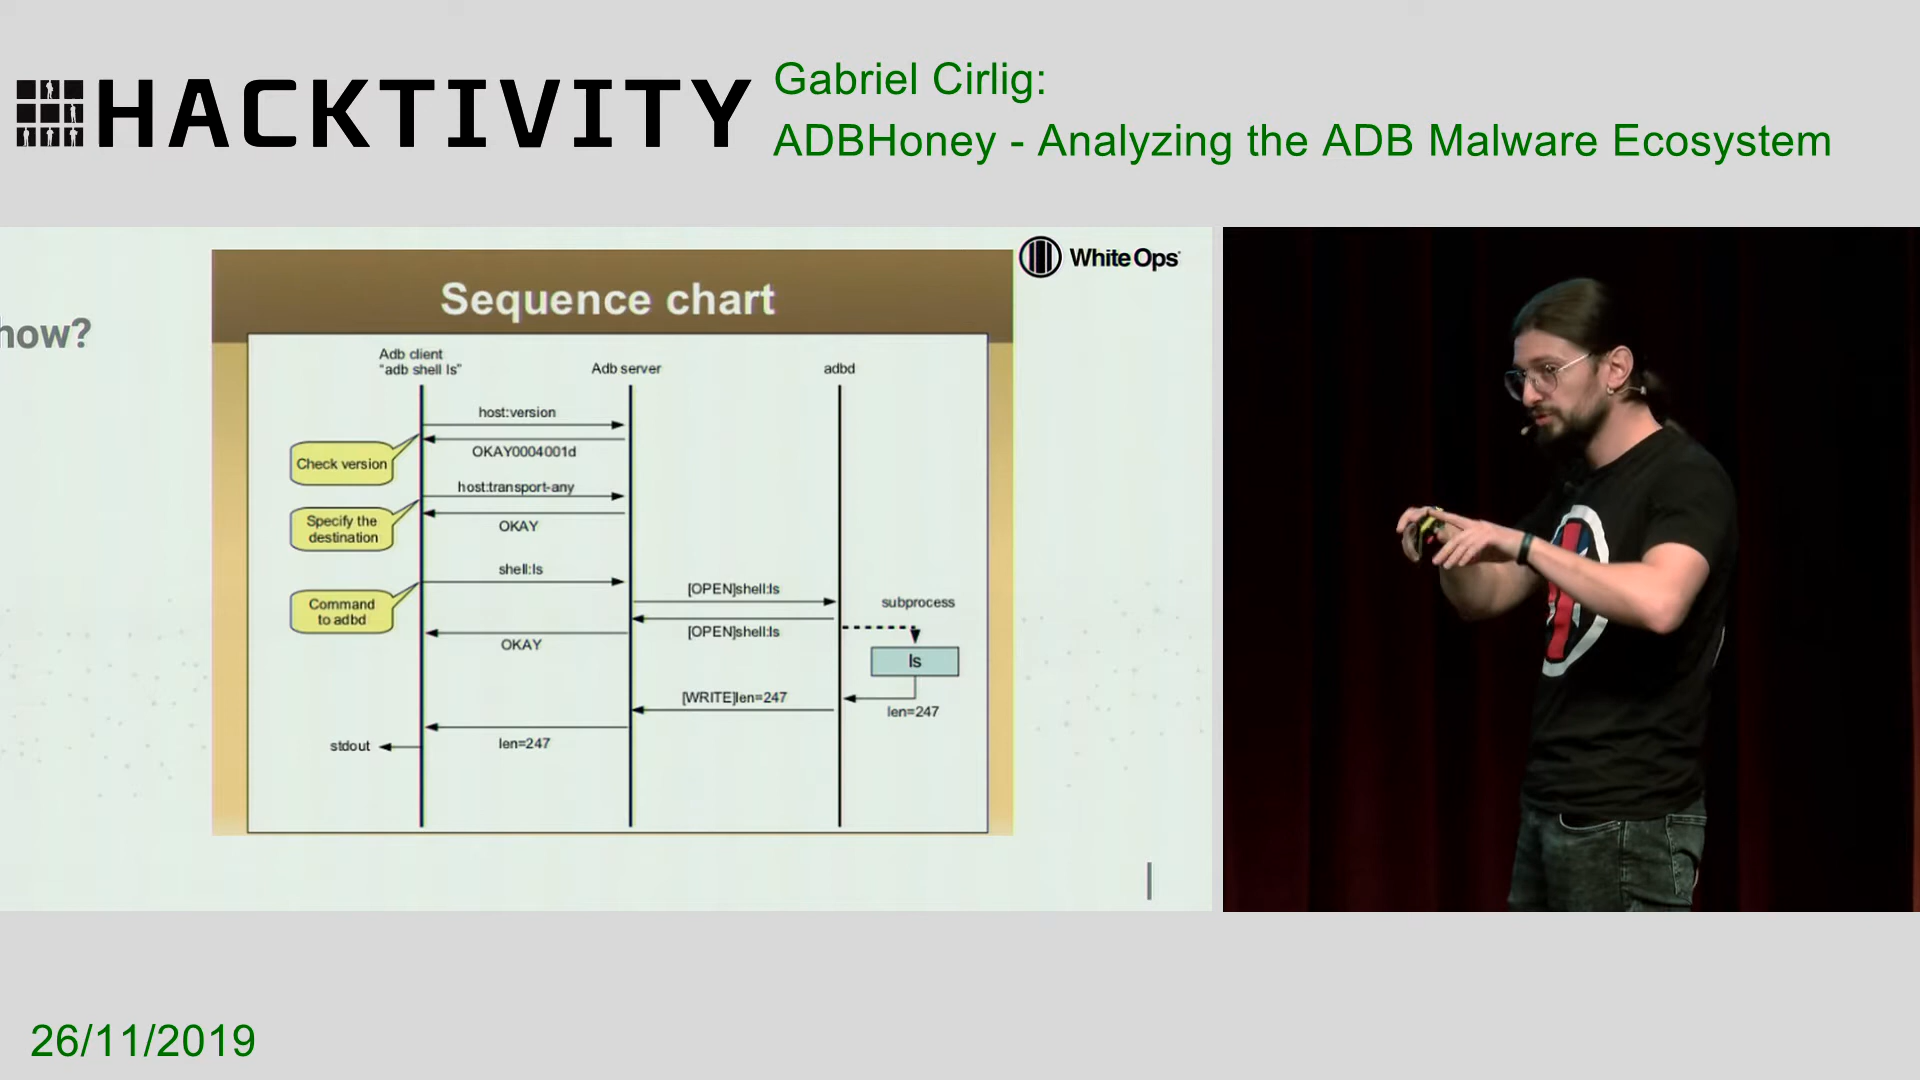 HACKTIVITY
Gabriel Cirlig:
ADBHoney - Analyzing the ADB Malware Ecosystem
White Ops
how?
Sequence chart
Adb client
"adb shell ls"
Adb server
adbd
host:version
OKAY0004001d
Check version
host:transport-any
OKAY
Specify the
destination
shell:ls
[OPEN]shell:ls
subprocess
Command
to adbd
[OPEN]shell:ls
OKAY
ls
[WRITE]len=247
len=247
len=247
stdout
26/11/2019